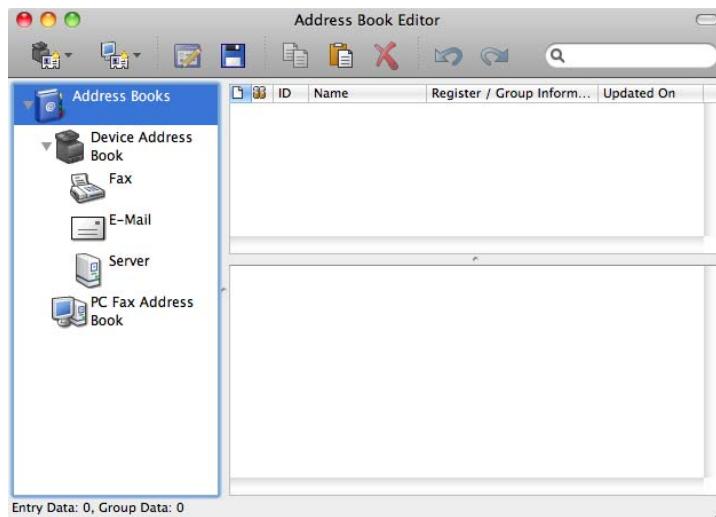 Address Book Editor
Address Books
Device Address
Book
Fax
E-Mail
Server
PC Fax Address
Book
ID Name Register / Group Inform... Updated On
Entry Data: 0, Group Data: 0